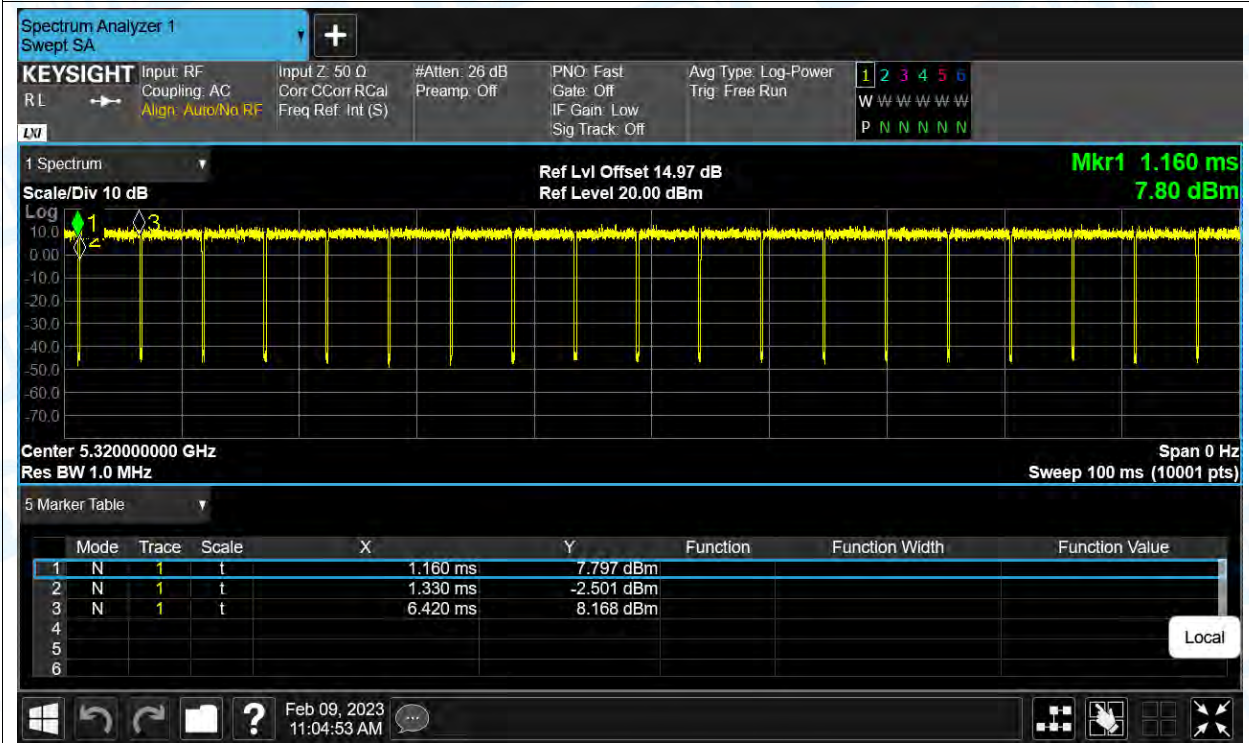 Spectrum Analyzer 1
Swept SA
+
KEYSIGHT Input: RF Input Z: 50 Ω #Atten: 26 dB PNO: Fast Avg Type: Log-Power 1 2 3 4 5 6
RL Coupling: AC Corr CCorr RCal Preamp: Off Gate: Off Trig: Free Run W W W W W W
Align: Auto/No RF Freq Ref: Int (S) IF Gain: Low
LXI Sig Track: Off P N N N N N
1 Spectrum Ref Lvl Offset 14.97 dB Mkr1 1.160 ms
Scale/Div 10 dB Ref Level 20.00 dBm 7.80 dBm
Log
1 2 3
10.0
0.00
-10.0
-20.0
-30.0
-40.0
-50.0
-60.0
-70.0
Center 5.320000000 GHz Span 0 Hz
Res BW 1.0 MHz Sweep 100 ms (10001 pts)
5 Marker Table
Mode Trace Scale X Y Function Function Width Function Value
1 N 1 t 1.160 ms 7.797 dBm
2 N 1 t 1.330 ms -2.501 dBm
3 N 1 t 6.420 ms 8.168 dBm
4
5
6
Local
? Feb 09, 2023
11:04:53 AM